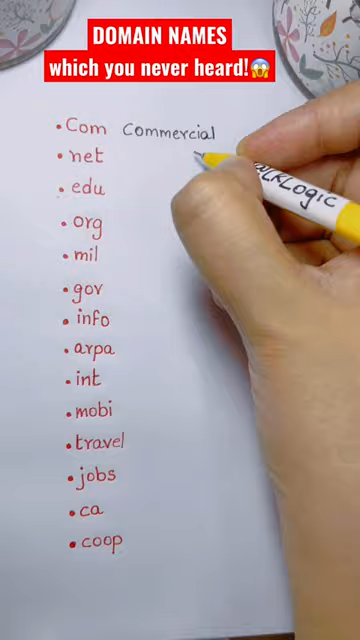 DOMAIN NAMES
which you never heard!😱
.Com Commercial
.net
.edu
.org
.mil
.gov
.info
.arpa
.int
.mobi
.travel
.jobs
.ca
.coop